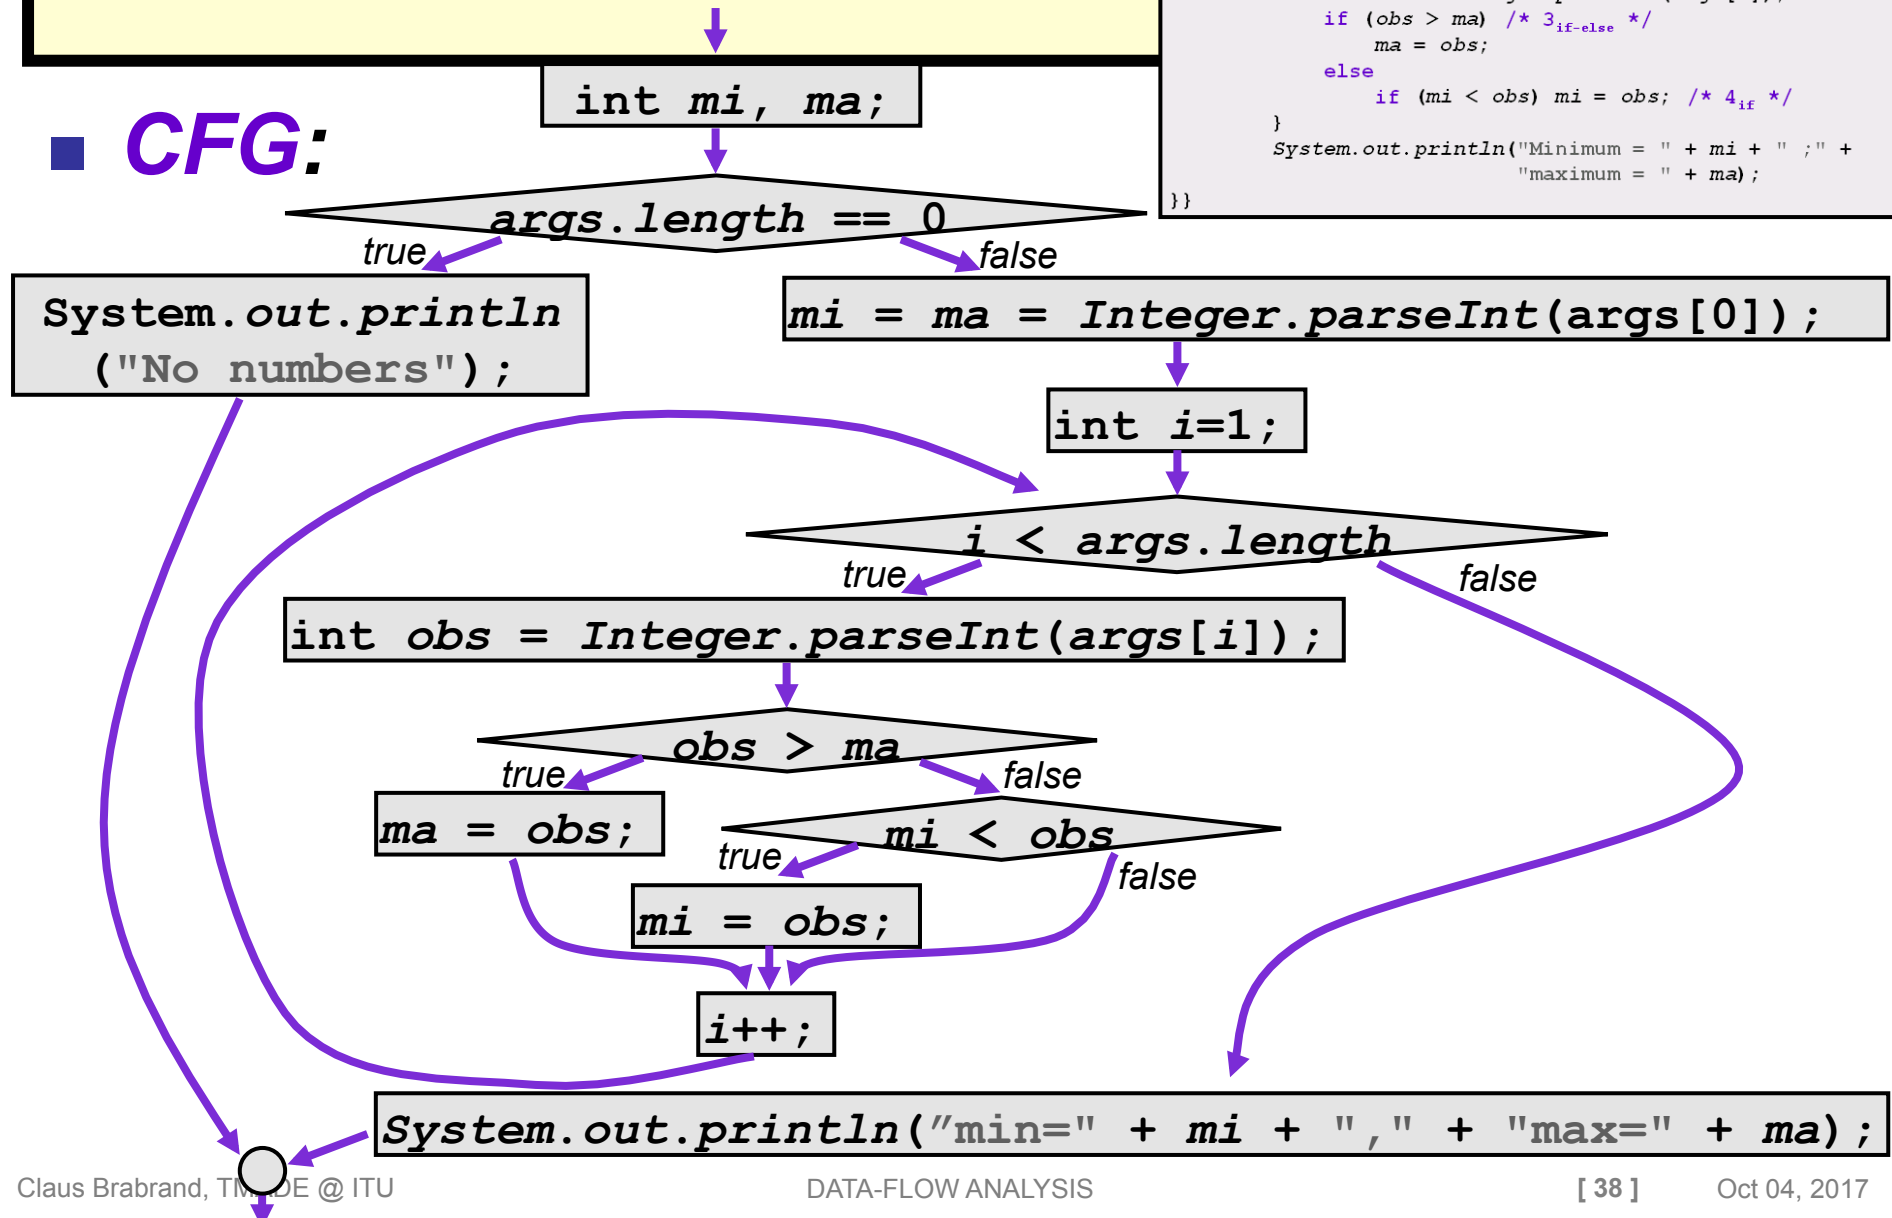 if (obs > ma) /* 3if-else */
ma = obs;
else
if (mi < obs) mi = obs; /* 4if */
}
System.out.println("Minimum = " + mi + " ;" +
"maximum = " + ma);
}}
CFG:
int mi, ma;
args.length == 0
true
false
System.out.println
("No numbers");
mi = ma = Integer.parseInt(args[0]);
int i=1;
i < args.length
true
false
int obs = Integer.parseInt(args[i]);
obs > ma
true
false
ma = obs;
mi < obs
true
false
mi = obs;
i++;
System.out.println("min=" + mi + "," + "max=" + ma);
Claus Brabrand, @ ITU
DATA-FLOW ANALYSIS
[ 38 ]
Oct 04, 2017